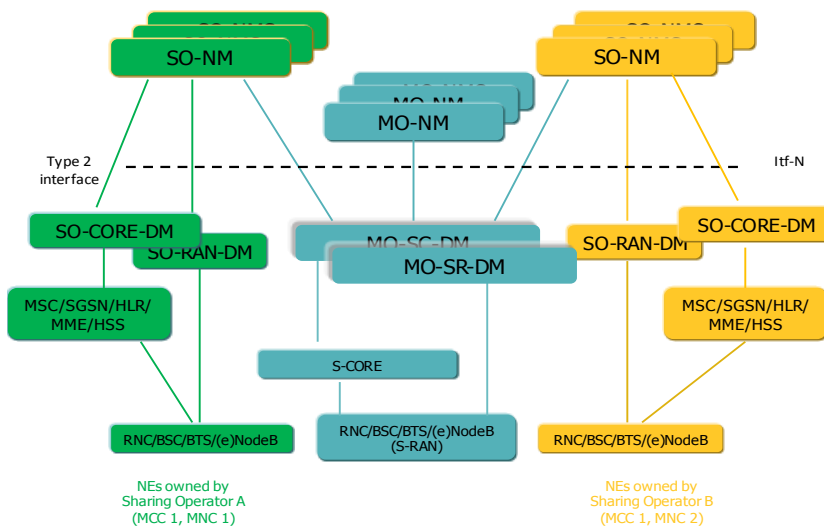 SO-NM
SO-NM
MO-NM
MO-NM
Type 2
interface
Itf-N
SO-CORE-DM
SO-RAN-DM
MO-SC-DM
MO-SR-DM
SO-RAN-DM
SO-CORE-DM
MSC/SGSN/HLR/
MME/HSS
MSC/SGSN/HLR/
MME/HSS
S-CORE
RNC/BSC/BTS/(e)NodeB
RNC/BSC/BTS/(e)NodeB
(S-RAN)
RNC/BSC/BTS/(e)NodeB
NEs owned by
Sharing Operator A
(MCC 1, MNC 1)
NEs owned by
Sharing Operator B
(MCC 1, MNC 2)